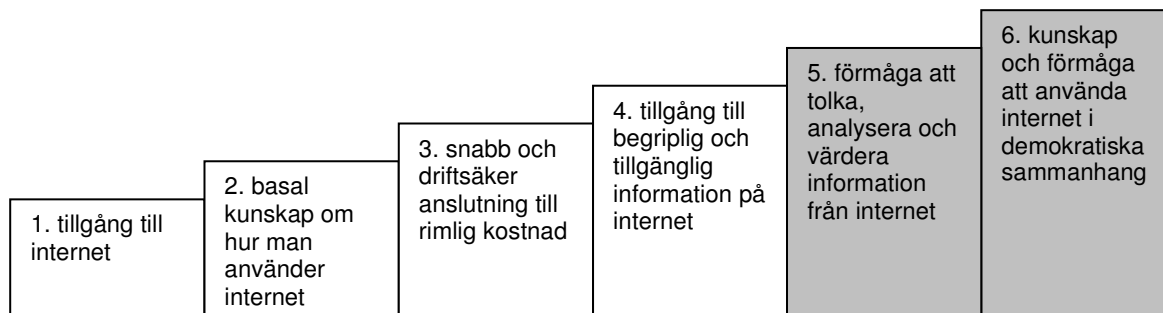 1. tillgång till
internet
2. basal
kunskap om
hur man
använder
internet
3. snabb och
driftsäker
anslutning till
rimlig kostnad
4. tillgång till
begriplig och
tillgänglig
information på
internet
5. förmåga att
tolka,
analysera och
värdera
information
från internet
6. kunskap
och förmåga
att använda
internet i
demokratiska
sammanhang